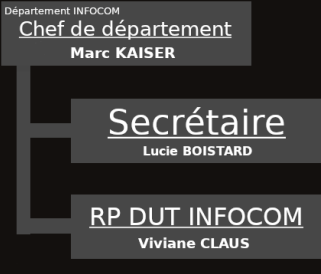 Département INFOCOM
Chef de département
Marc KAISER
Secrétaire
Lucie BOISTARD
RP DUT INFOCOM
Viviane CLAUS